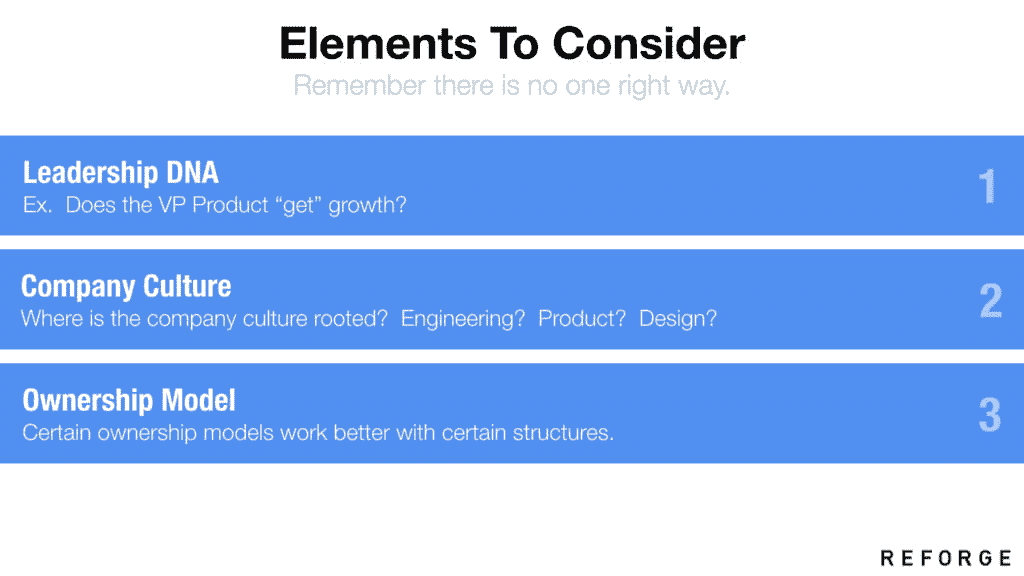 Elements To Consider
Remember there is no one right way.
Leadership DNA
Ex.  Does the VP Product “get” growth?
1
Company Culture
Where is the company culture rooted?  Engineering?  Product?  Design?
2
Ownership Model
Certain ownership models work better with certain structures.
3
REFORGE